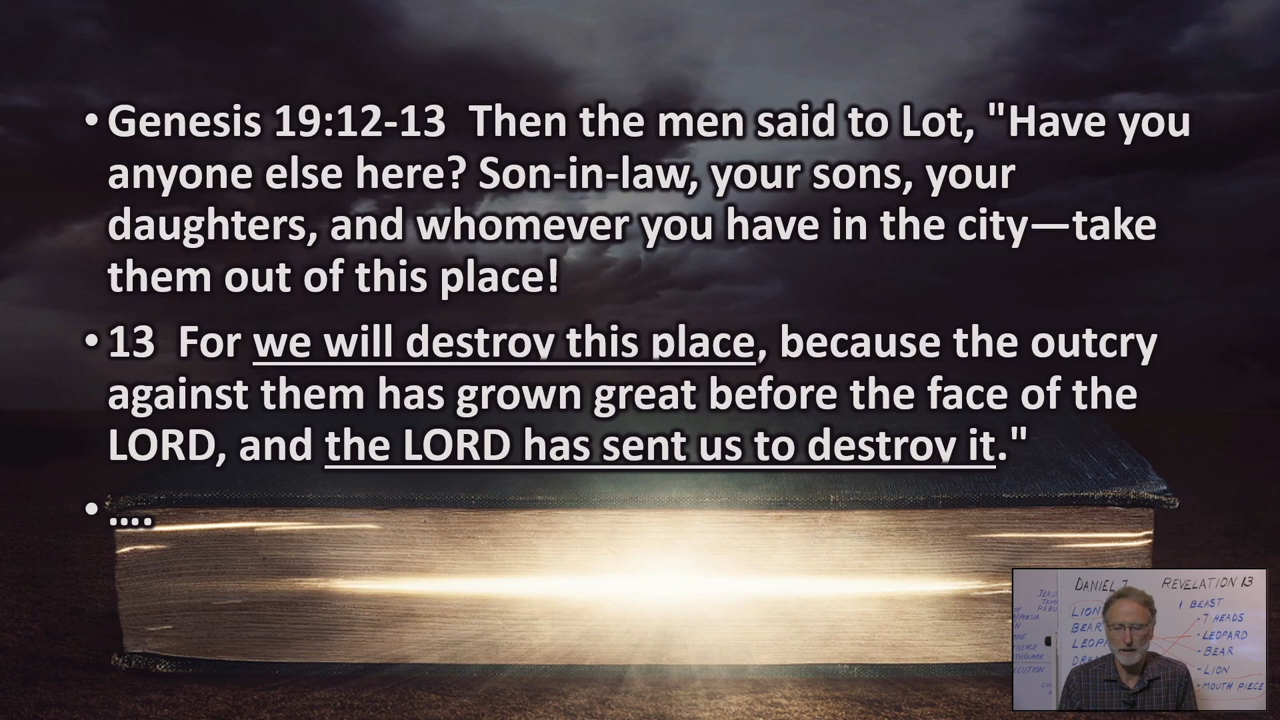 • Genesis 19:12-13  Then the men said to Lot, "Have you
anyone else here? Son-in-law, your sons, your
daughters, and whomever you have in the city—take
them out of this place!
• 13  For we will destroy this place, because the outcry
against them has grown great before the face of the
LORD, and the LORD has sent us to destroy it."
• ....
DANIEL 7
LION
BEAR
REVELATION 13
1 BEAST
- 7 HEADS
- LEOPARD
- BEAR
- LION
- MOUTH PIECE